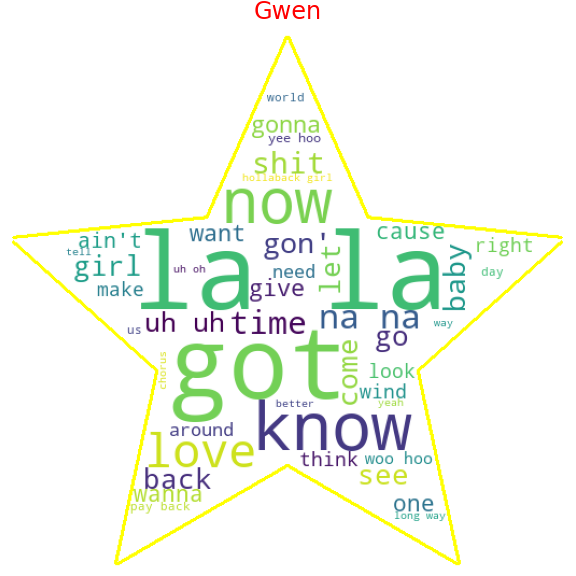 Gwen
world
gonna
yee hoo
shit
hollaback girl
now
ain't
want
gon'
cause
right
tell
girl
uh oh
la la
need
let
baby
day
make
give
us
uh uh
time
na na
way
go
chorus
got
come
look
wind
better
yeah
around
know
love
think
woo hoo
back
see
wanna
pay back
one
long way